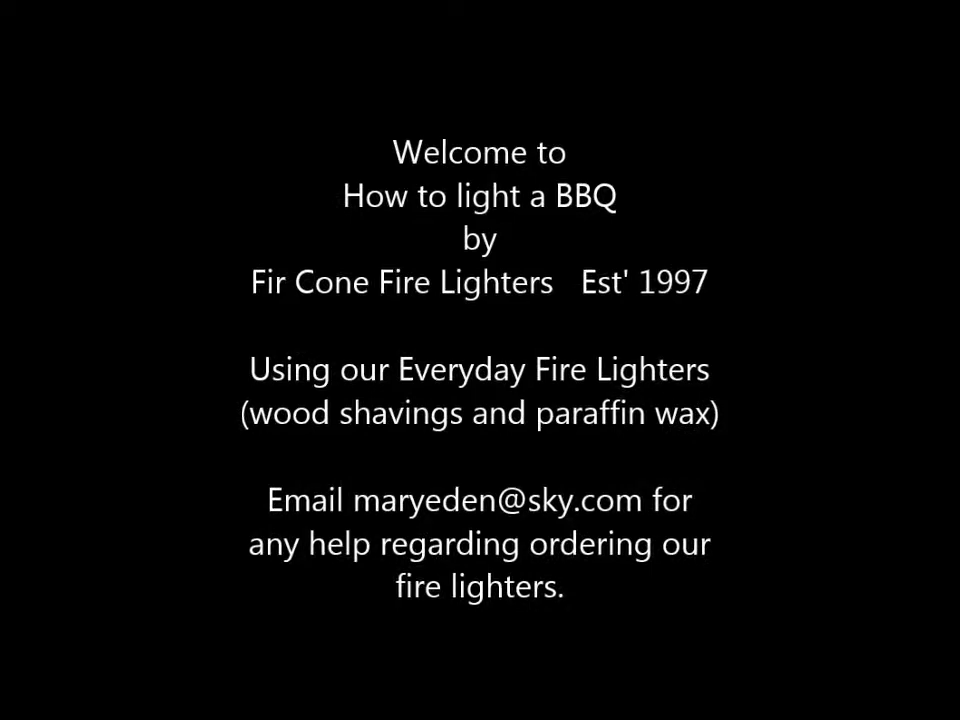 Welcome to
How to light a BBQ
by
Fir Cone Fire Lighters   Est' 1997
Using our Everyday Fire Lighters
(wood shavings and paraffin wax)
Email maryeden@sky.com for
any help regarding ordering our
fire lighters.